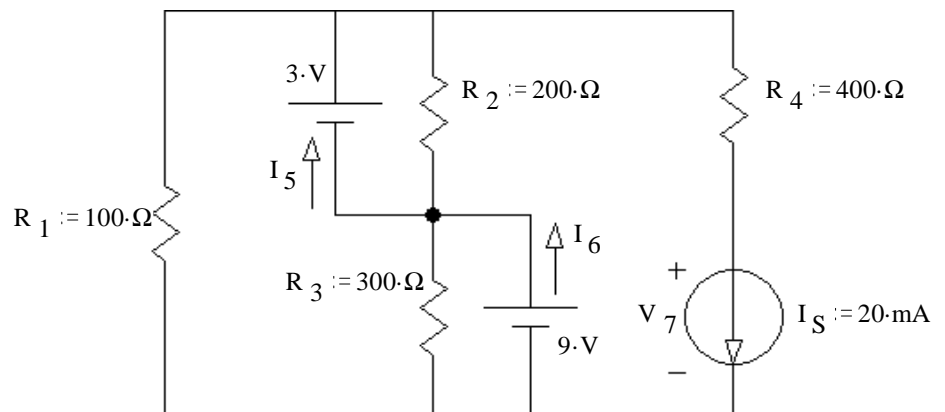 3·V
R 2 := 200·Ω
R 4 := 400·Ω
I 5
R 1 := 100·Ω
I 6
R 3 := 300·Ω
+
V 7
I S := 20·mA
9·V
−